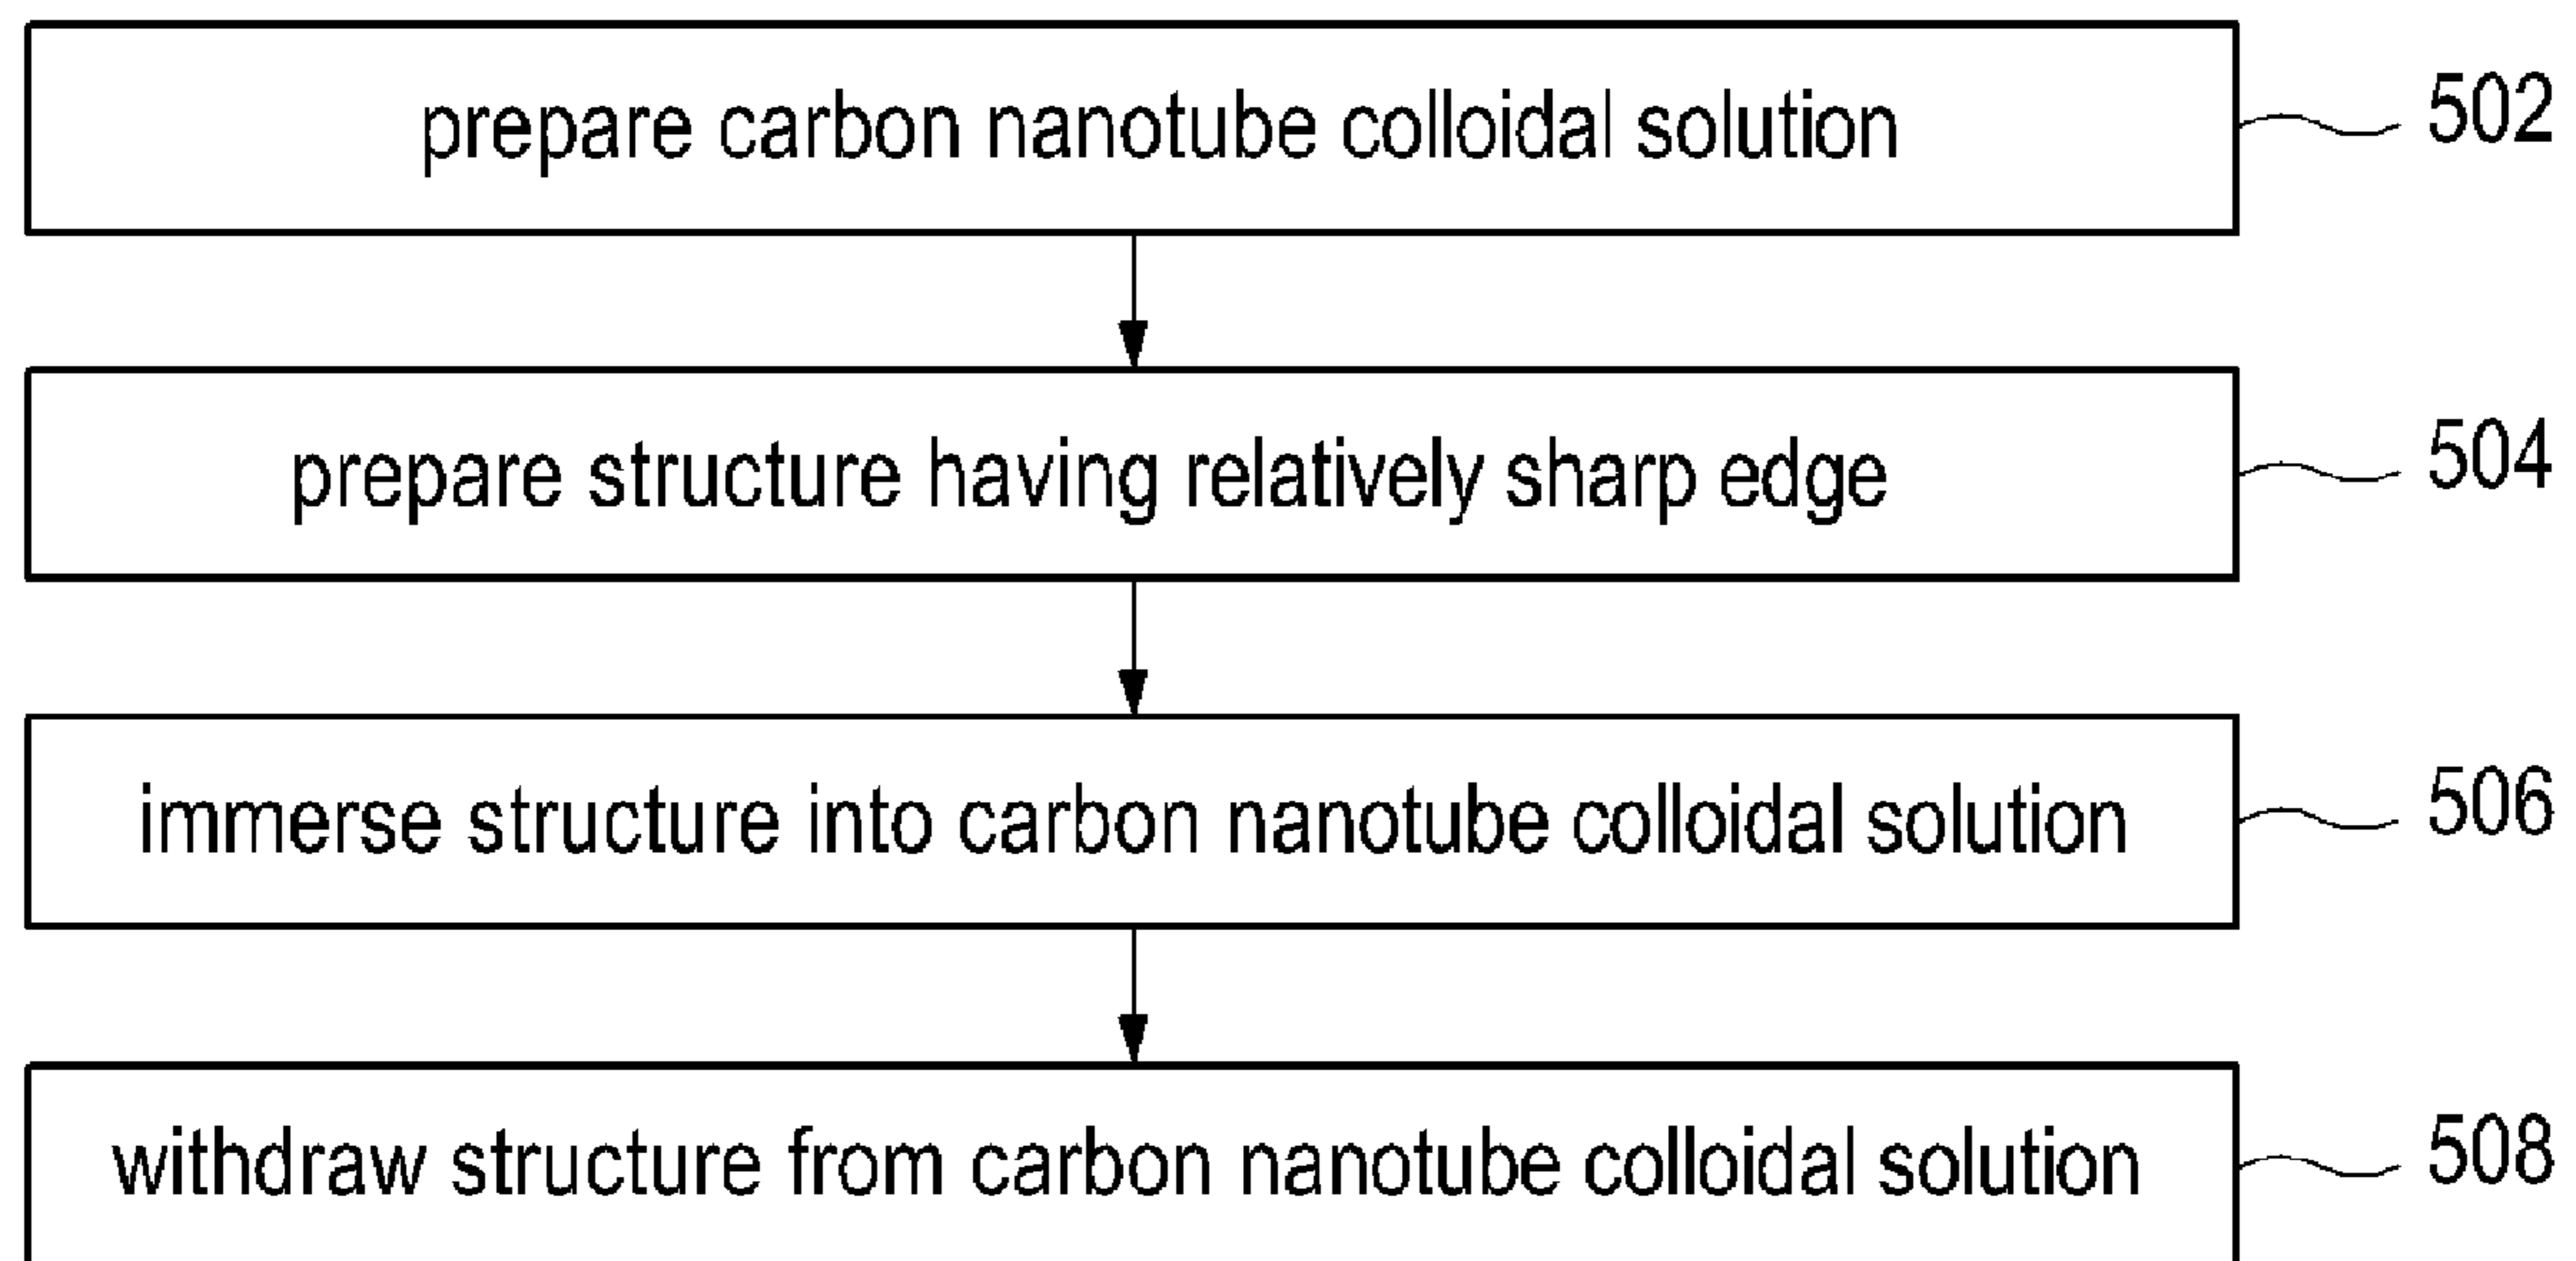 prepare carbon nanotube colloidal solution 502
prepare structure having relatively sharp edge 504
immerse structure into carbon nanotube colloidal solution 506
withdraw structure from carbon nanotube colloidal solution 508